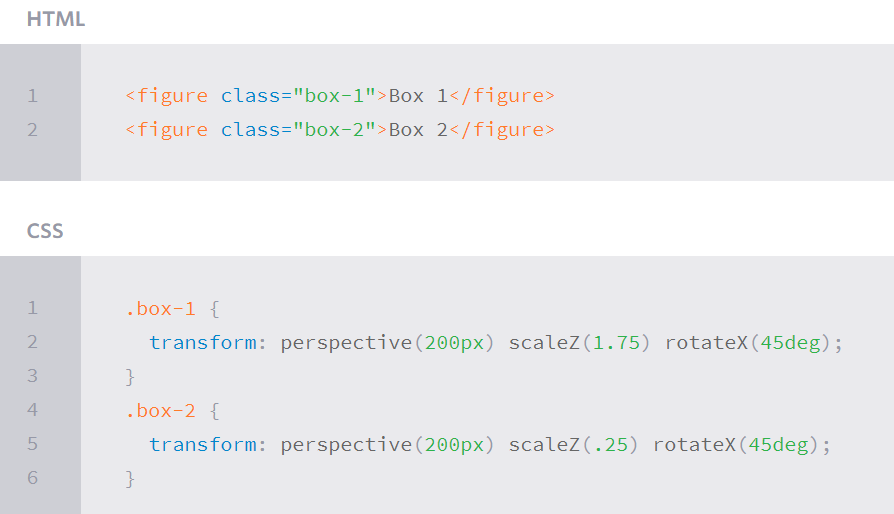 HTML
1 <figure class="box-1">Box 1</figure>
2 <figure class="box-2">Box 2</figure>
CSS
1 .box-1 {
2   transform: perspective(200px) scaleZ(1.75) rotateX(45deg);
3 }
4 .box-2 {
5   transform: perspective(200px) scaleZ(.25) rotateX(45deg);
6 }